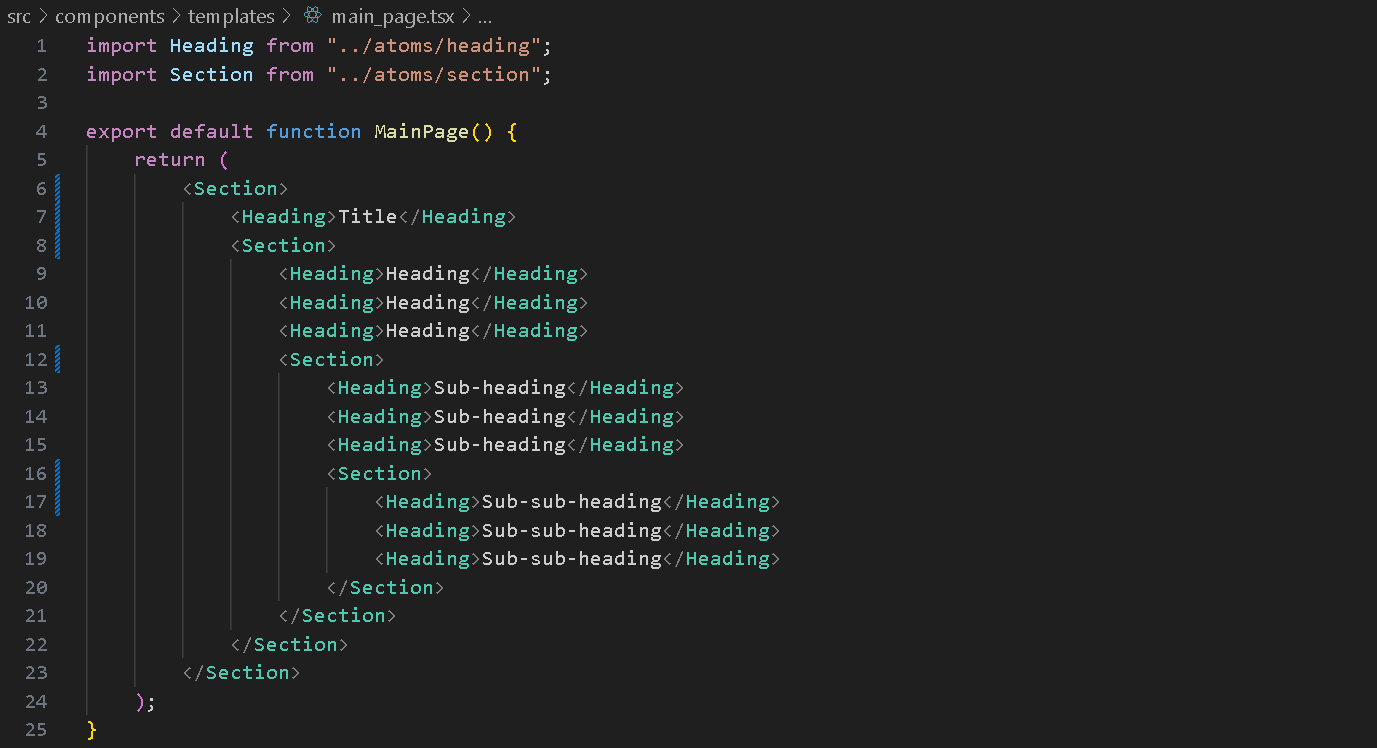 src > components > templates > main_page.tsx > ...
1 import Heading from "../atoms/heading";
2 import Section from "../atoms/section";
3
4 export default function MainPage() {
5     return (
6         <Section>
7             <Heading>Title</Heading>
8             <Section>
9                 <Heading>Heading</Heading>
10                 <Heading>Heading</Heading>
11                 <Heading>Heading</Heading>
12                 <Section>
13                     <Heading>Sub-heading</Heading>
14                     <Heading>Sub-heading</Heading>
15                     <Heading>Sub-heading</Heading>
16                     <Section>
17                         <Heading>Sub-sub-heading</Heading>
18                         <Heading>Sub-sub-heading</Heading>
19                         <Heading>Sub-sub-heading</Heading>
20                     </Section>
21                 </Section>
22             </Section>
23         </Section>
24     );
25 }